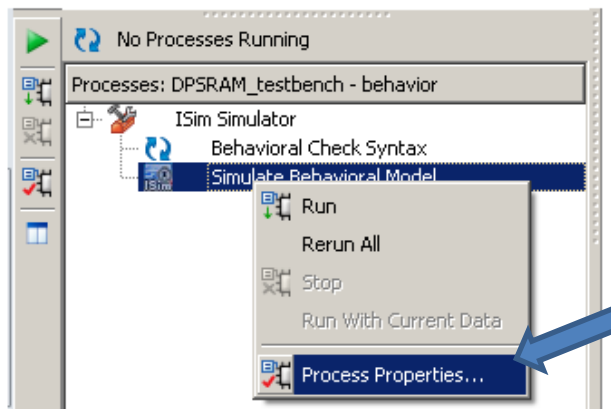 No Processes Running
Processes: DPSRAM_testbench - behavior
ISim Simulator
Behavioral Check Syntax
ISim
Simulate Behavioral Model
Run
Rerun All
Stop
Run With Current Data
Process Properties...